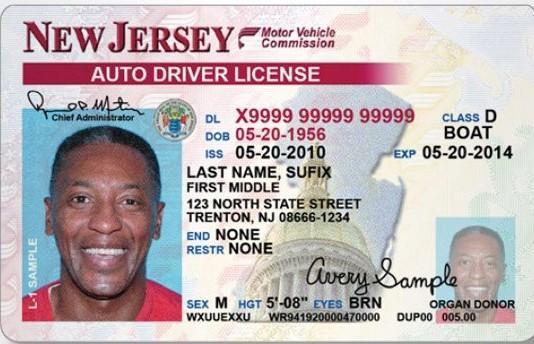 NEW JERSEY Motor Vehicle Commission
AUTO DRIVER LICENSE
Chief Administrator
DL X9999 99999 99999 CLASS D
DOB 05-20-1956 BOAT
ISS 05-20-2010 EXP 05-20-2014
LAST NAME, SUFIX
FIRST MIDDLE
123 NORTH STATE STREET
TRENTON, NJ 08666-1234
END NONE
RESTR NONE
L-1 SAMPLE
Avery Sample
SEX M HGT 5'-08" EYES BRN ORGAN DONOR
WXUUEXXU WR941920000470000 DUP00 005.00